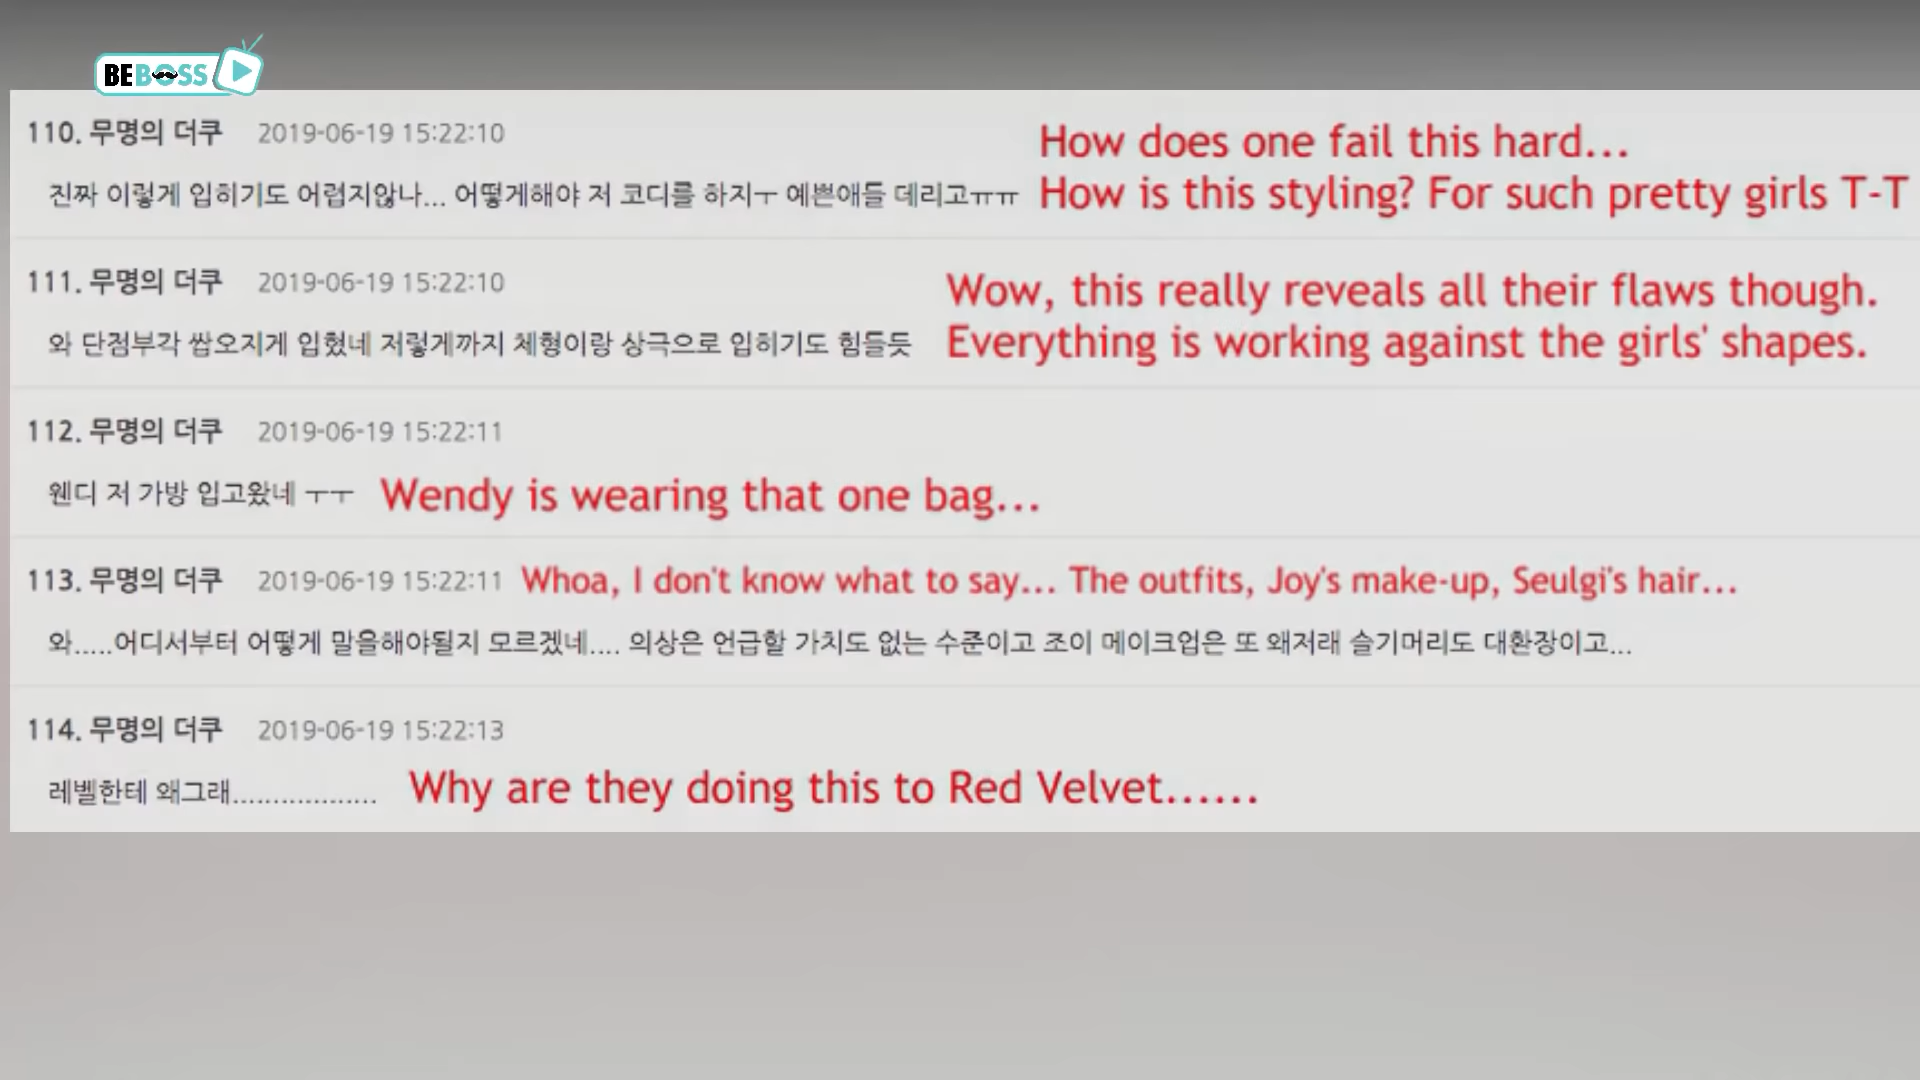 BEBOSS
110. 무명의 더쿠 2019-06-19 15:22:10
How does one fail this hard...
진짜 이렇게 입히기도 어렵지않나... 어떻게해야 저 코디를 하지ㅜ 예쁜애들 데리고ㅠㅠ
How is this styling? For such pretty girls T-T
111. 무명의 더쿠 2019-06-19 15:22:10
Wow, this really reveals all their flaws though.
와 단점부각 쌉오지게 입혔네 저렇게까지 체형이랑 상극으로 입히기도 힘들듯
Everything is working against the girls' shapes.
112. 무명의 더쿠 2019-06-19 15:22:11
웬디 저 가방 입고왔네 ㅜㅜ
Wendy is wearing that one bag...
113. 무명의 더쿠 2019-06-19 15:22:11
Whoa, I don't know what to say... The outfits, Joy's make-up, Seulgi's hair...
와.....어디서부터 어떻게 말을해야될지 모르겠네.... 의상은 언급할 가치도 없는 수준이고 조이 메이크업은 또 왜저래 슬기머리도 대환장이고...
114. 무명의 더쿠 2019-06-19 15:22:13
레벨한테 왜그래..................
Why are they doing this to Red Velvet......